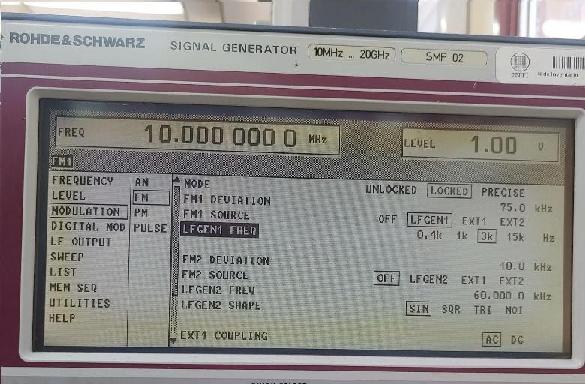 ROHDE&SCHWARZ SIGNAL GENERATOR 10MHz .. 20GHz SMF 02
FREQ 10.000 000 0 MHz LEVEL 1.00 V
FM1
FREQUENCY AM MODE UNLOCKED LOCKED PRECISE
LEVEL FM FM1 DEVIATION 75.0 kHz
MODULATION PM FM1 SOURCE OFF LFGEN1 EXT1 EXT2
DIGITAL MOD PULSE LFGEN1 FREQ 0.4k 1k 3k 15k Hz
LF OUTPUT
SWEEP FM2 DEVIATION 10.0 kHz
LIST FM2 SOURCE OFF LFGEN2 EXT1 EXT2
MEM SEQ LFGEN2 FREQ 60.000 0 kHz
UTILITIES LFGEN2 SHAPE SIN SQR TRI NOI
HELP
EXT1 COUPLING AC DC